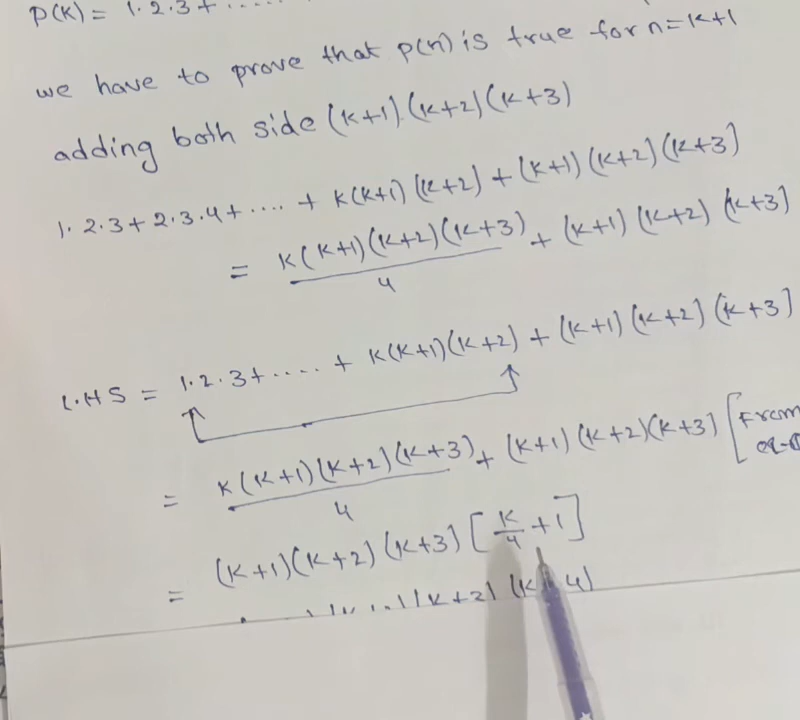 P(K) = 1.2.3 + .....
we have to prove that p(n) is true for n=k+1
adding both side (k+1).(k+2)(k+3)
1.2.3+2.3.4+ .... + k(k+1)(k+2) + (k+1)(k+2)(k+3)
= k(k+1)(k+2)(k+3)/4 + (k+1)(k+2)(k+3)
L.HS = 1.2.3+ .... + k(k+1)(k+2) + (k+1)(k+2)(k+3)
= k(k+1)(k+2)(k+3)/4 + (k+1)(k+2)(k+3) [From
= (k+1)(k+2)(k+3) [k/4 + 1]
(k+2)